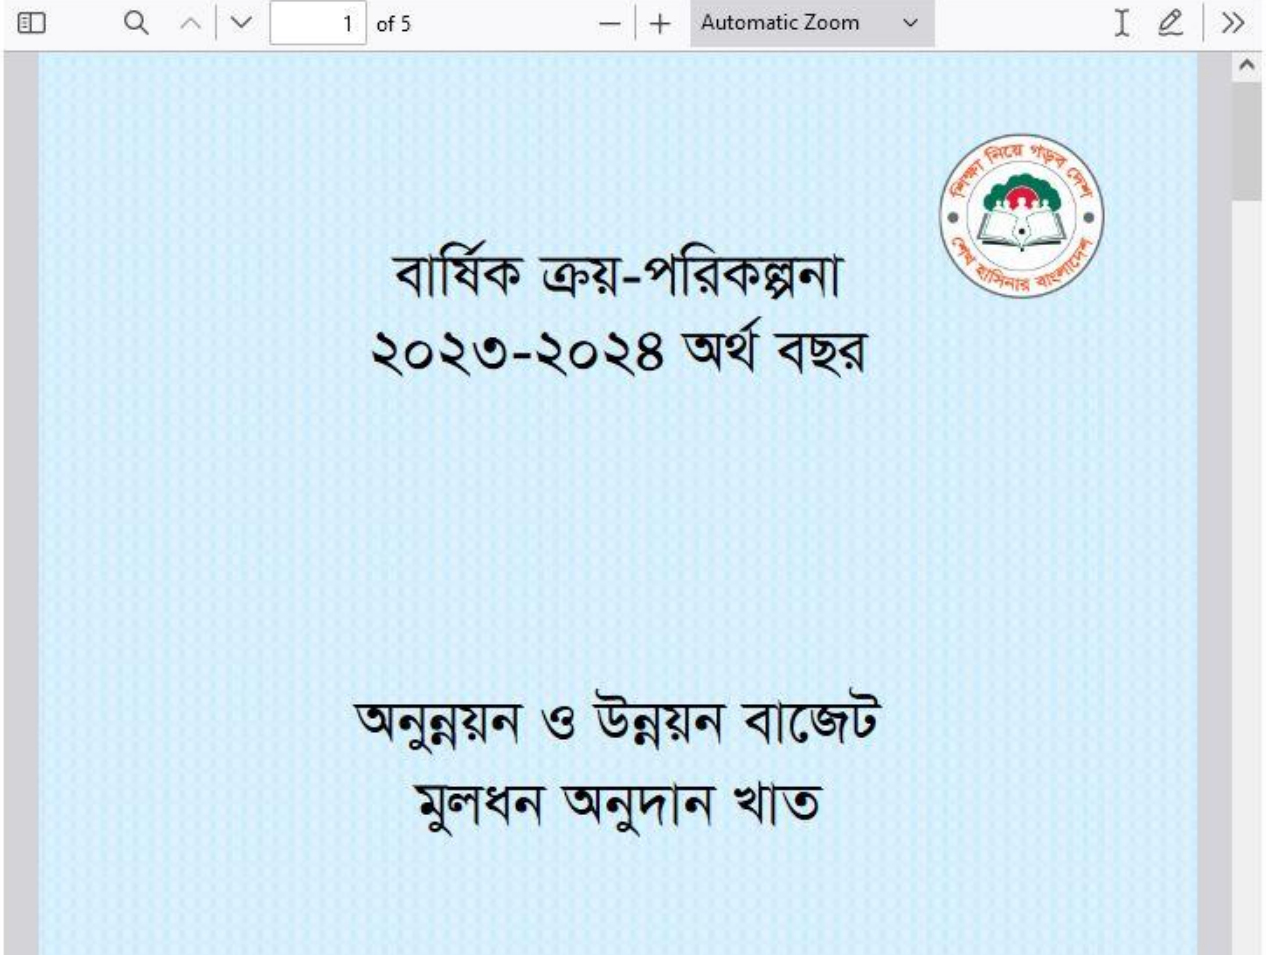 1 of 5 Automatic Zoom
শিক্ষা নিয়ে গড়ব দেশ
শেখ হাসিনার বাংলাদেশ
বার্ষিক ক্রয়-পরিকল্পনা
২০২৩-২০২৪ অর্থ বছর
অনুন্নয়ন ও উন্নয়ন বাজেট
মুলধন অনুদান খাত